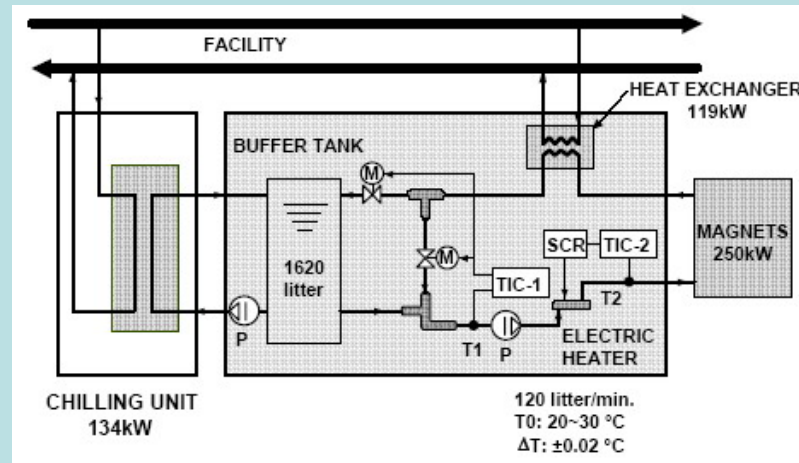 FACILITY
HEAT EXCHANGER
119kW
BUFFER TANK
M
M
1620
litter
SCR
TIC-2
TIC-1
MAGNETS
250kW
T2
T1
P
P
ELECTRIC
HEATER
CHILLING UNIT
134kW
120 litter/min.
T0: 20~30 °C
ΔT: ±0.02 °C